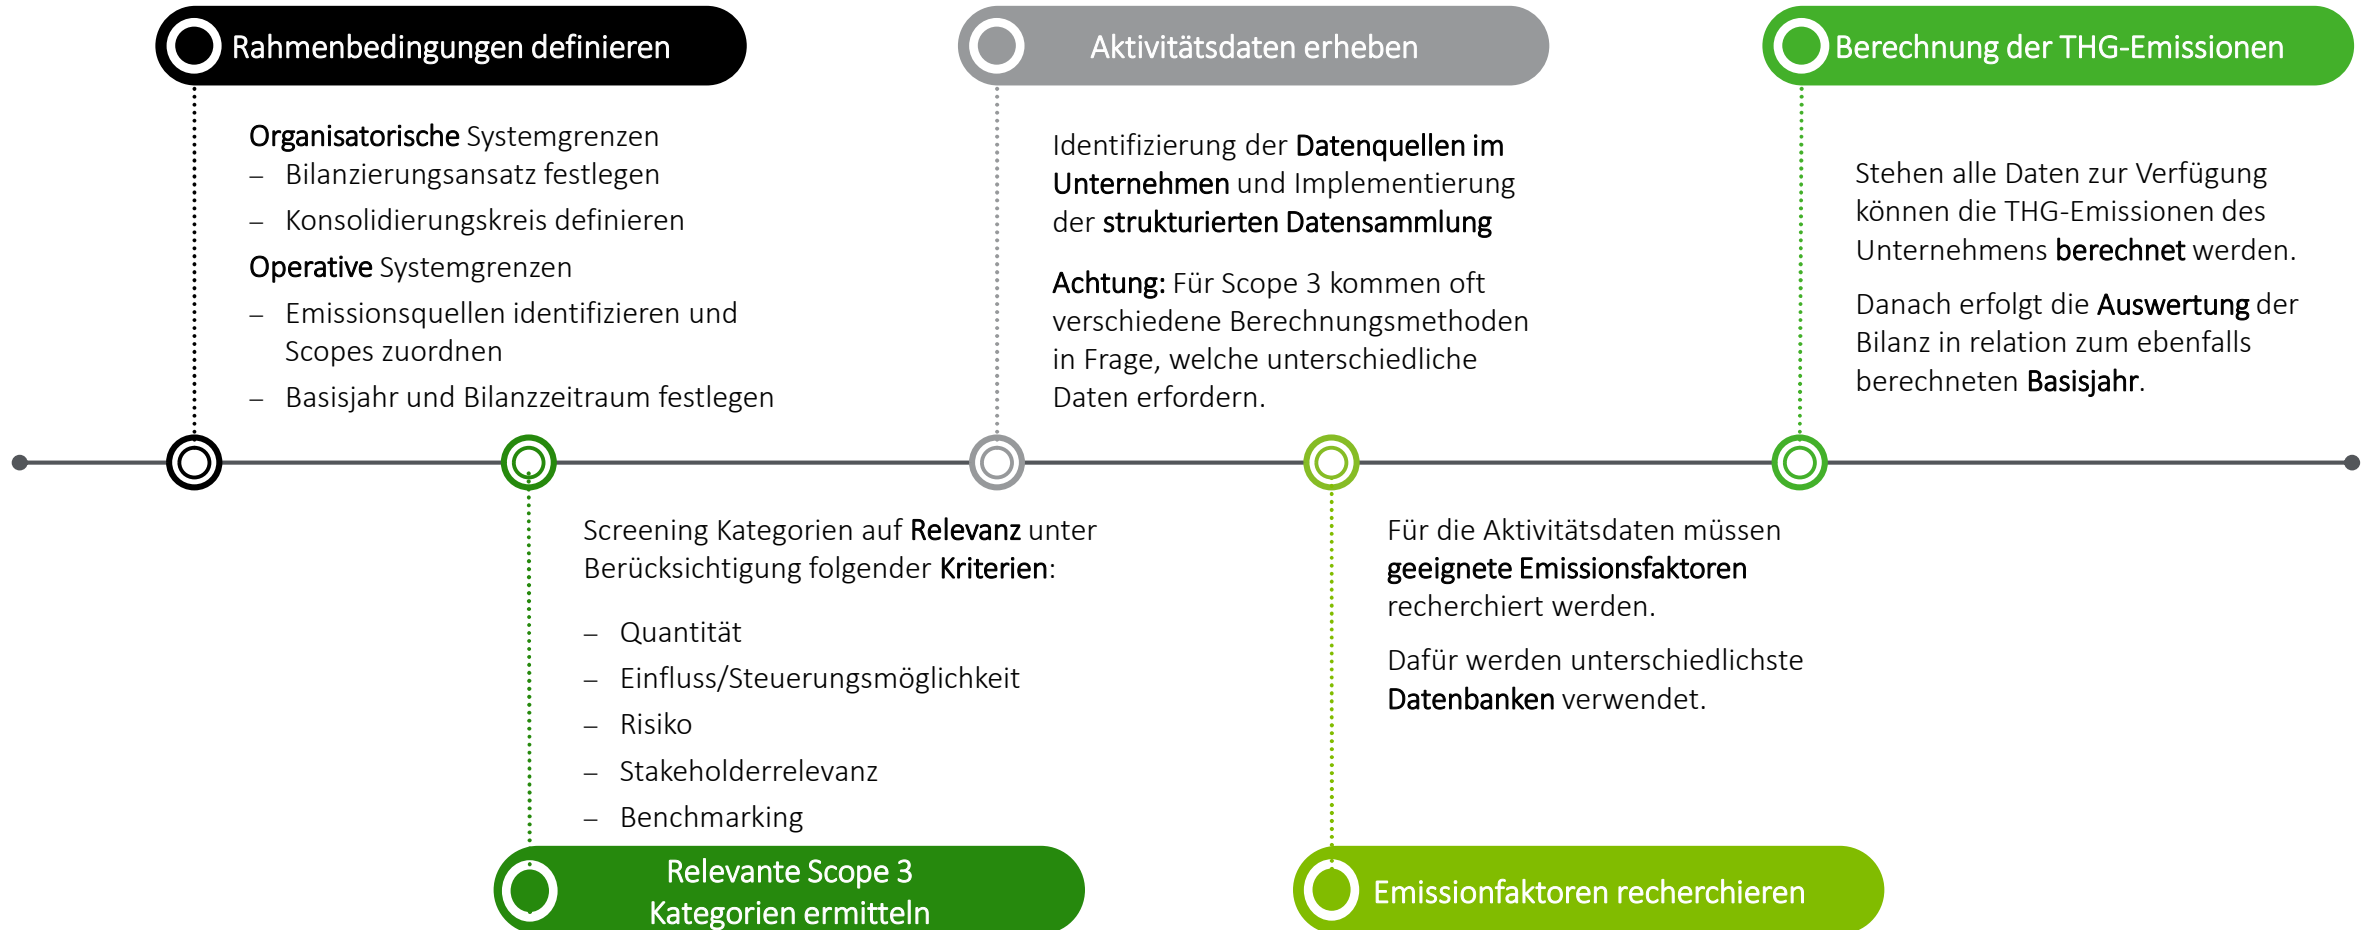 Rahmenbedingungen definieren
Organisatorische Systemgrenzen
– Bilanzierungsansatz festlegen
– Konsolidierungskreis definieren
Operative Systemgrenzen
– Emissionsquellen identifizieren und
Scopes zuordnen
– Basisjahr und Bilanzzeitraum festlegen
Screening Kategorien auf Relevanz unter
Berücksichtigung folgender Kriterien:
– Quantität
– Einfluss/Steuerungsmöglichkeit
– Risiko
– Stakeholderrelevanz
– Benchmarking
Relevante Scope 3
Kategorien ermitteln
Aktivitätsdaten erheben
Identifizierung der Datenquellen im
Unternehmen und Implementierung
der strukturierten Datensammlung
Achtung: Für Scope 3 kommen oft
verschiedene Berechnungsmethoden
in Frage, welche unterschiedliche
Daten erfordern.
Für die Aktivitätsdaten müssen
geeignete Emissionsfaktoren
recherchiert werden.
Dafür werden unterschiedlichste
Datenbanken verwendet.
Emissionfaktoren recherchieren
Berechnung der THG-Emissionen
Stehen alle Daten zur Verfügung
können die THG-Emissionen des
Unternehmens berechnet werden.
Danach erfolgt die Auswertung der
Bilanz in relation zum ebenfalls
berechneten Basisjahr.